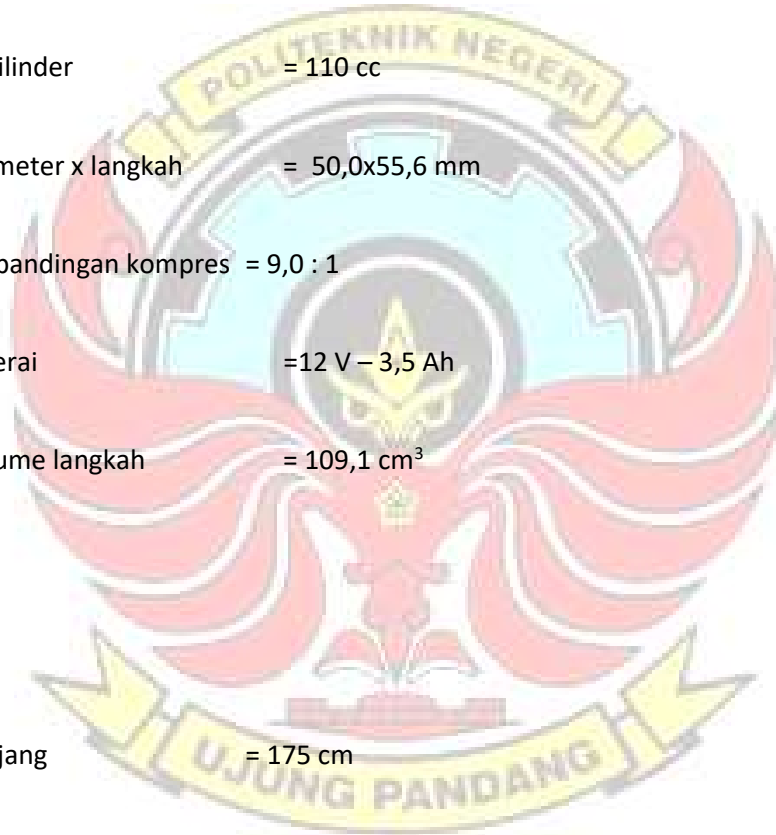 POLITEKNIK NEGERI
ilinder = 110 cc
meter x langkah = 50,0x55,6 mm
bandingan kompres = 9,0 : 1
erai =12 V – 3,5 Ah
ume langkah = 109,1 cm³
jang = 175 cm
UJUNG PANDANG